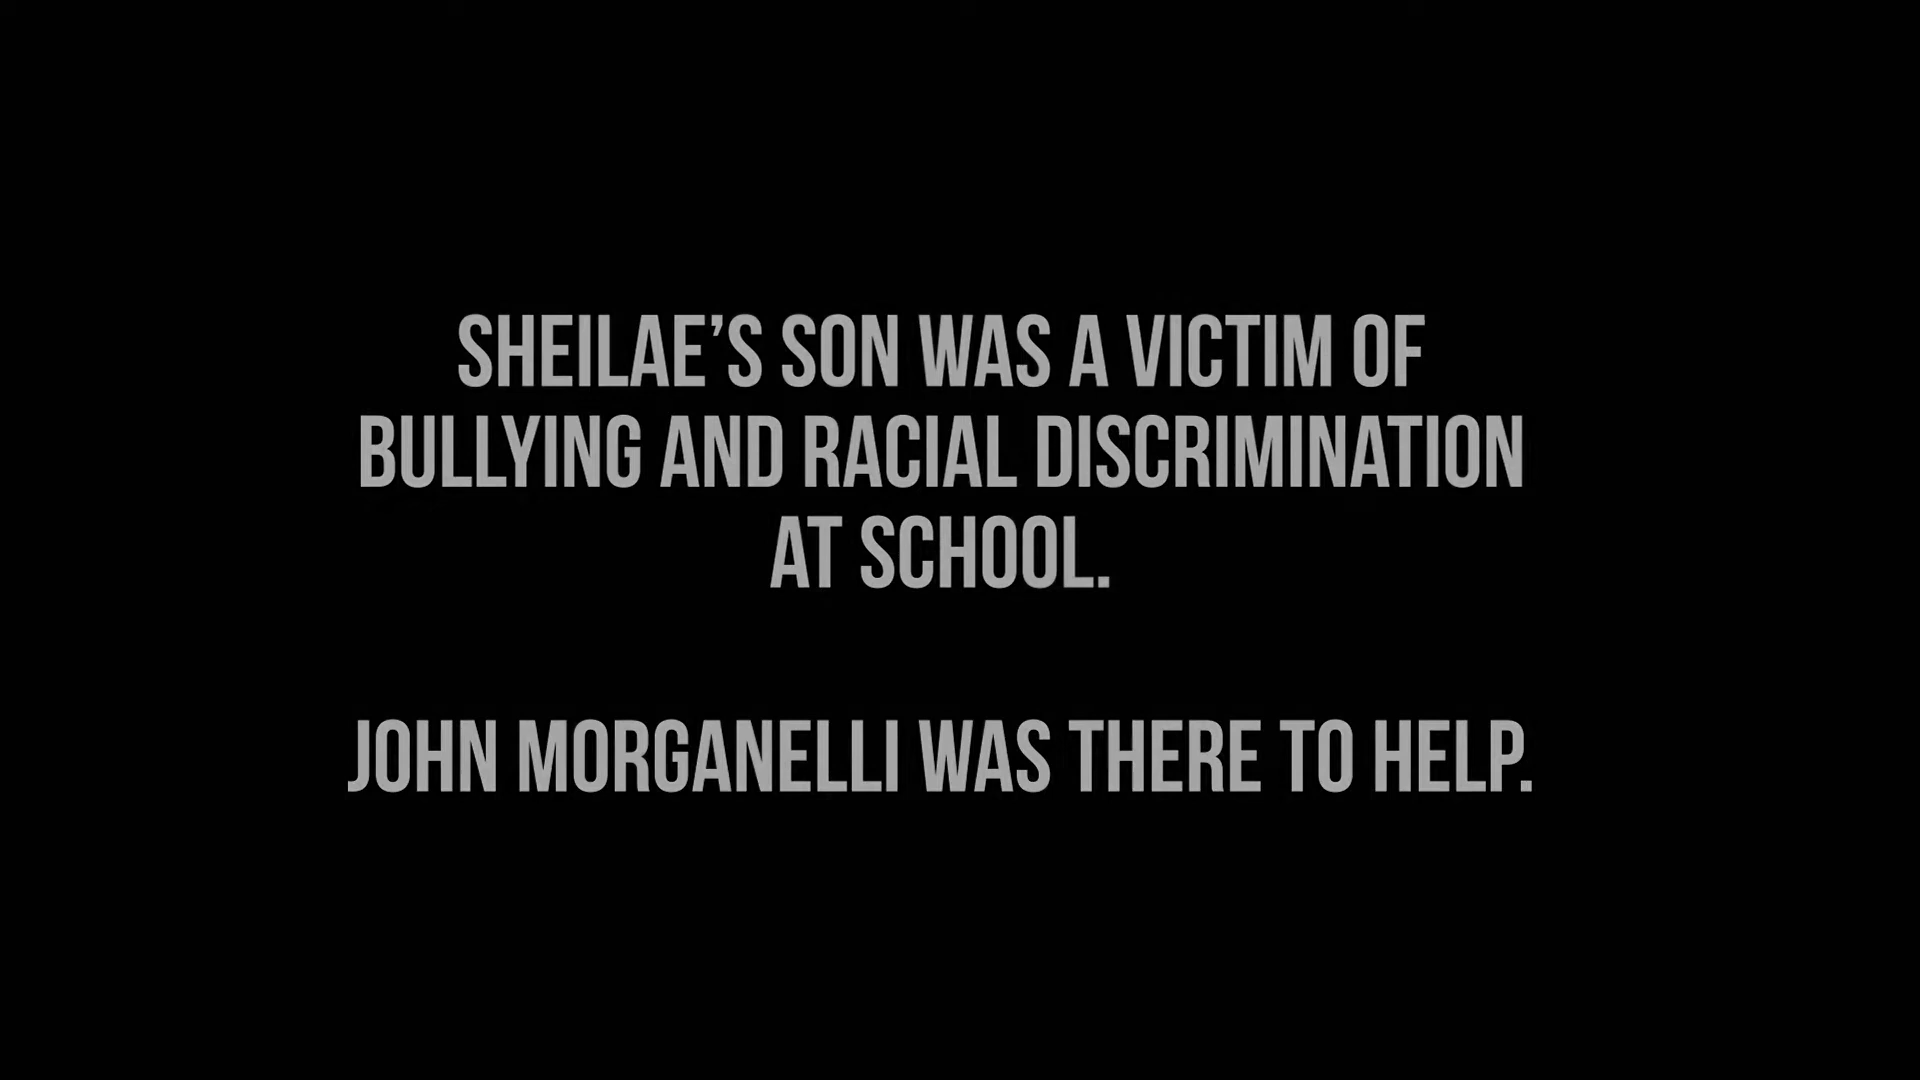 SHEILAE’S SON WAS A VICTIM OF
BULLYING AND RACIAL DISCRIMINATION
AT SCHOOL.
JOHN MORGANELLI WAS THERE TO HELP.